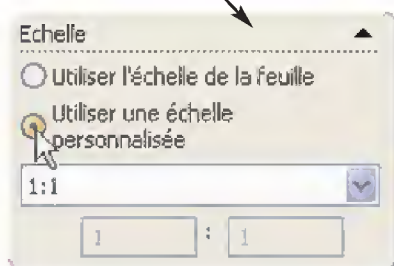 Echelle
Utiliser l'échelle de la feuille
Utiliser une échelle
personnalisée
1:1
1 : 1